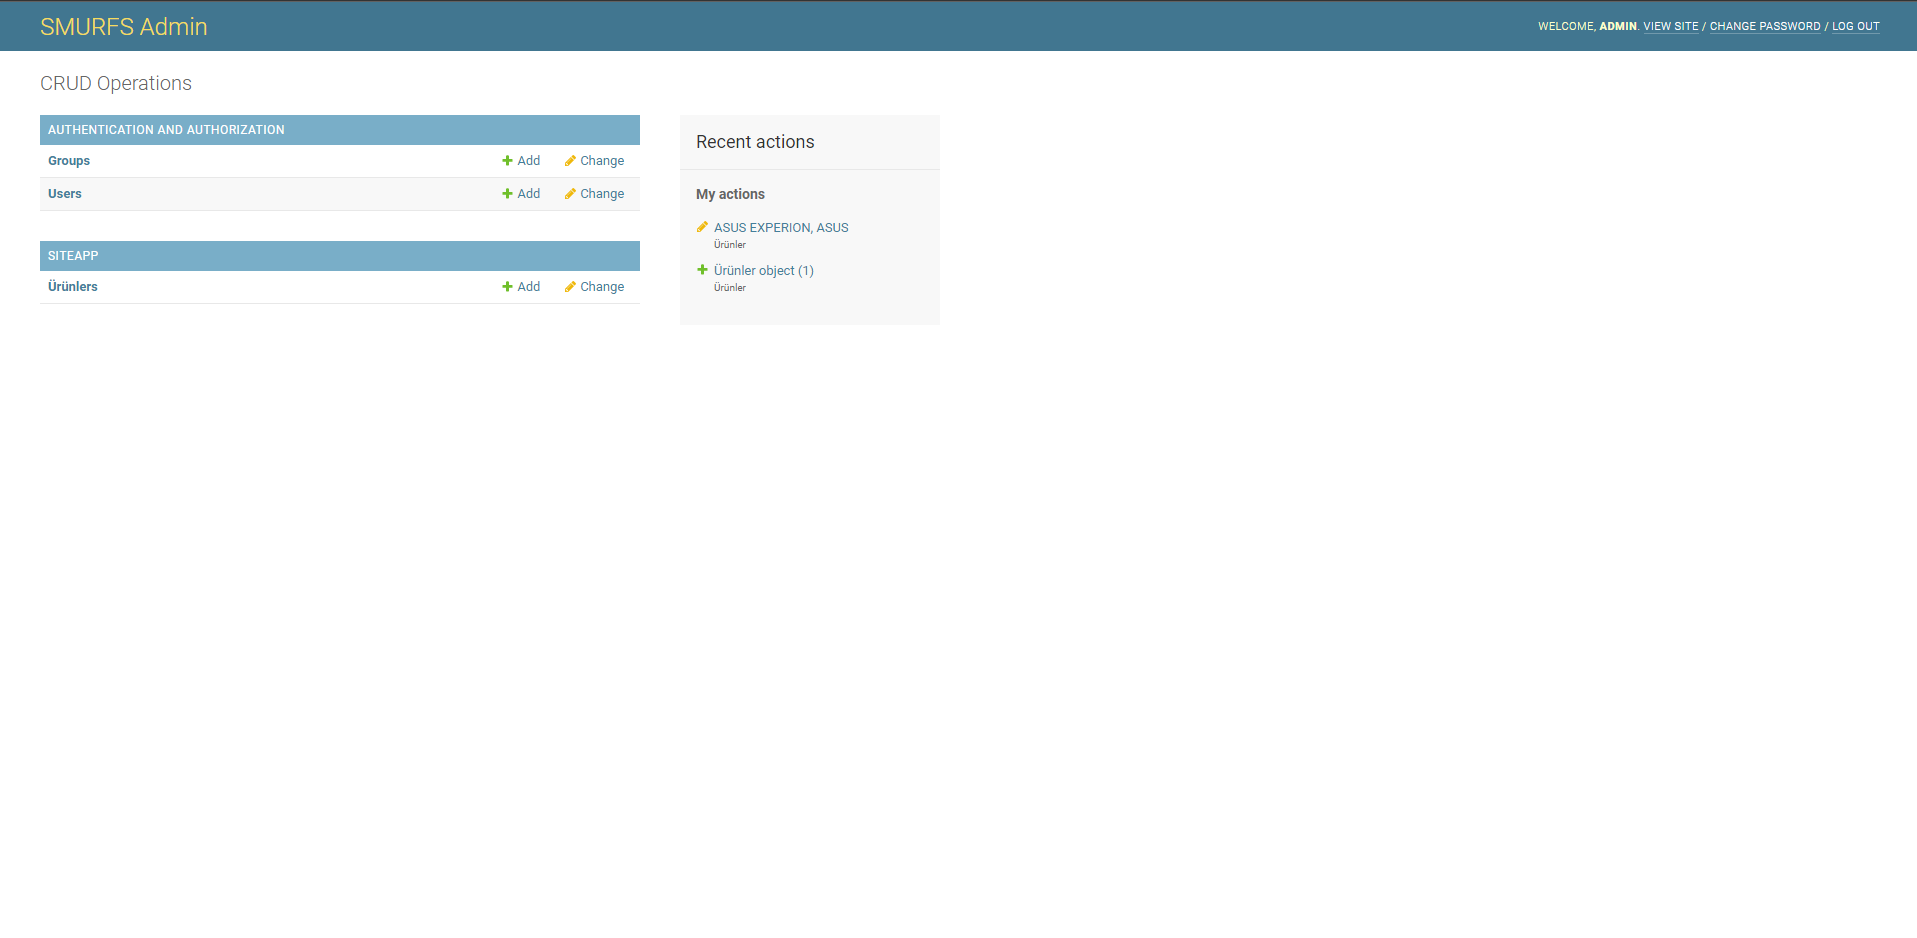 SMURFS Admin
WELCOME, ADMIN. VIEW SITE / CHANGE PASSWORD / LOG OUT
CRUD Operations
AUTHENTICATION AND AUTHORIZATION
Groups Add Change
Users Add Change
SITEAPP
Ürünlers Add Change
Recent actions
My actions
ASUS EXPERION, ASUS
Ürünler
Ürünler object (1)
Ürünler